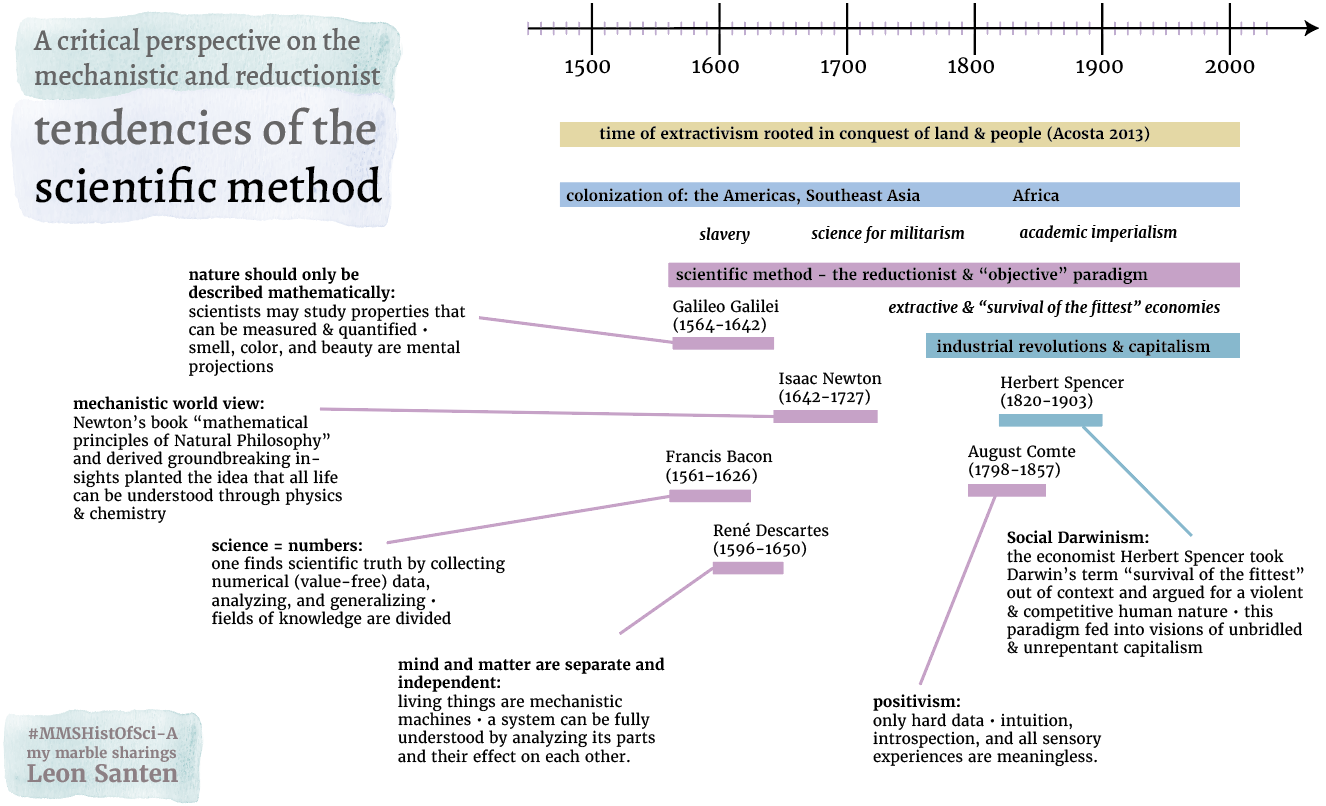 A critical perspective on the
mechanistic and reductionist
tendencies of the
scientific method
1500 1600 1700 1800 1900 2000
time of extractivism rooted in conquest of land & people (Acosta 2013)
colonization of: the Americas, Southeast Asia Africa
slavery science for militarism academic imperialism
scientific method - the reductionist & “objective” paradigm
extractive & “survival of the fittest” economies
industrial revolutions & capitalism
nature should only be
described mathematically:
scientists may study properties that
can be measured & quantified •
smell, color, and beauty are mental
projections
Galileo Galilei
(1564-1642)
mechanistic world view:
Newton’s book “mathematical
principles of Natural Philosophy”
and derived groundbreaking in-
sights planted the idea that all life
can be understood through physics
& chemistry
Isaac Newton
(1642-1727)
Herbert Spencer
(1820-1903)
Francis Bacon
(1561-1626)
August Comte
(1798-1857)
science = numbers:
one finds scientific truth by collecting
numerical (value-free) data,
analyzing, and generalizing •
fields of knowledge are divided
René Descartes
(1596-1650)
Social Darwinism:
the economist Herbert Spencer took
Darwin’s term “survival of the fittest”
out of context and argued for a violent
& competitive human nature • this
paradigm fed into visions of unbridled
& unrepentant capitalism
mind and matter are separate and
independent:
living things are mechanistic
machines • a system can be fully
understood by analyzing its parts
and their effect on each other.
positivism:
only hard data • intuition,
introspection, and all sensory
experiences are meaningless.
#MMSHistOfSci-A
my marble sharings
Leon Santen